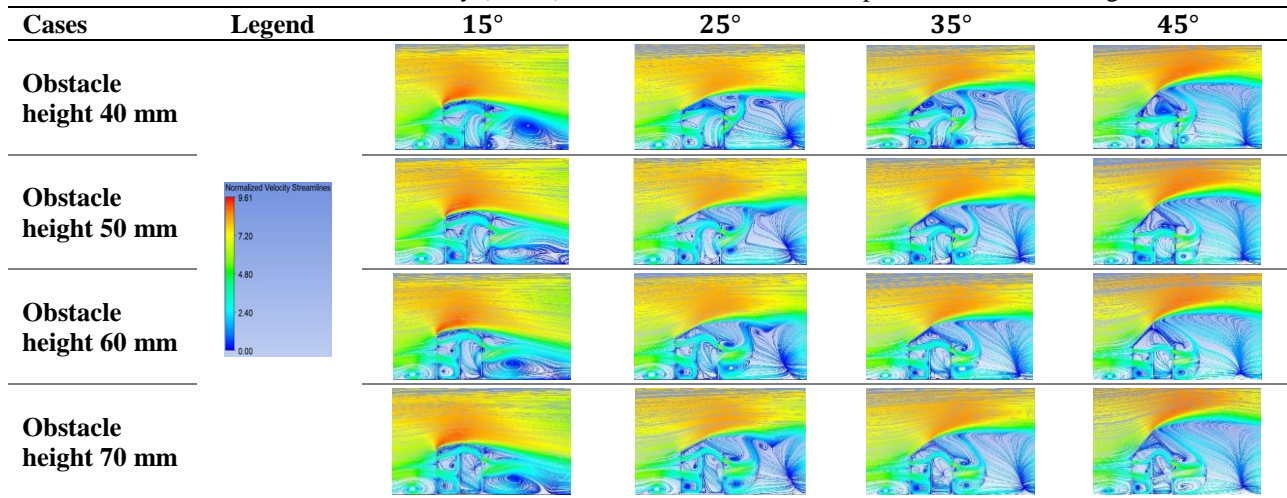 Cases Legend 15° 25° 35° 45°
Obstacle
height 40 mm
Obstacle
height 50 mm
Normalized Velocity Streamlines
9.61
7.20
4.80
2.40
0.00
Obstacle
height 60 mm
Obstacle
height 70 mm